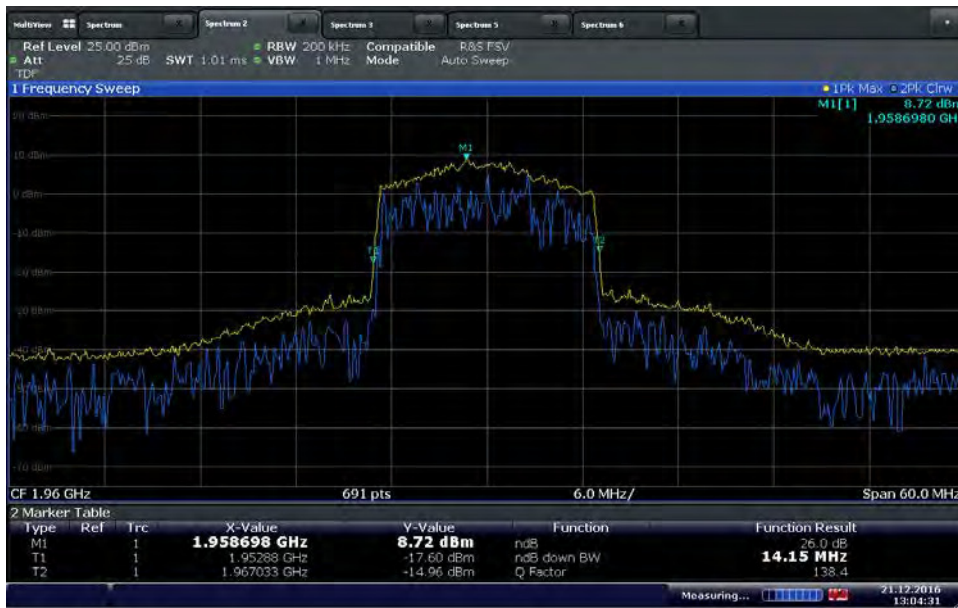 MultiView Spectrum Spectrum 2 Spectrum 3 Spectrum 5 Spectrum 6
Ref Level 25.00 dBm RBW 200 kHz Compatible R&S FSV
Att 25 dB SWT 1.01 ms VBW 1 MHz Mode Auto Sweep
TDF
1 Frequency Sweep 1Pk Max 2Pk Clrw
M1[1] 8.72 dBm
1.9586980 GH
20 dBm
10 dBm
M1
0 dBm
-10 dBm
T1
T2
-20 dBm
-30 dBm
-40 dBm
-50 dBm
-60 dBm
-70 dBm
CF 1.96 GHz 691 pts 6.0 MHz/ Span 60.0 MHz
2 Marker Table
Type Ref Trc X-Value Y-Value Function Function Result
M1 1 1.958698 GHz 8.72 dBm ndB 26.0 dB
T1 1 1.95288 GHz -17.60 dBm ndB down BW 14.15 MHz
T2 1 1.967033 GHz -14.96 dBm Q Factor 138.4
Measuring... 21.12.2016
13:04:31